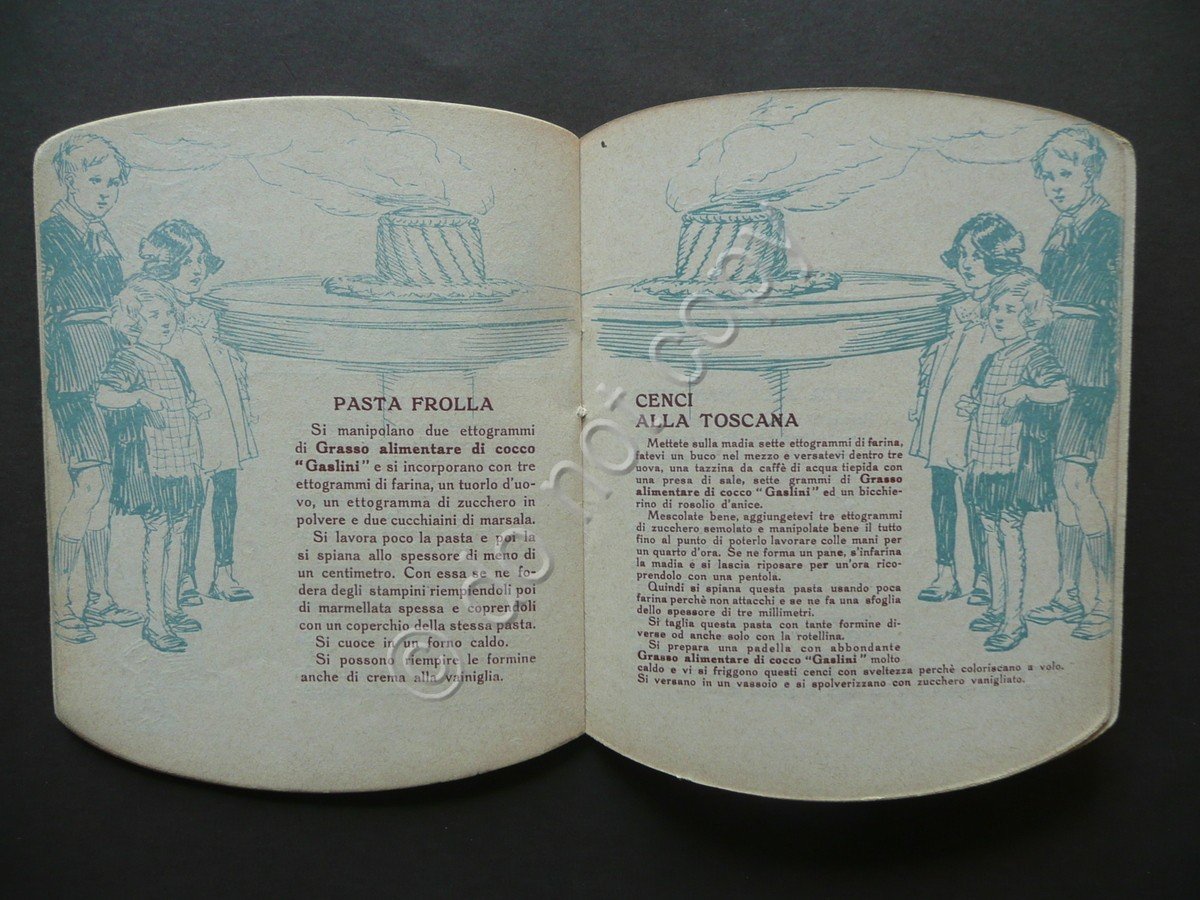 PASTA FROLLA
Si manipolano due ettogrammi
di Grasso alimentare di cocco
"Gaslini" e si incorporano con tre
ettogrammi di farina, un tuorlo d'uo-
vo, un ettogramma di zucchero in
polvere e due cucchiaini di marsala.
Si lavora poco la pasta e poi la
si spiana allo spessore di meno di
un centimetro. Con essa se ne fo-
dera degli stampini riempiendoli poi
di marmellata spessa e coprendoli
con un coperchio della stessa pasta.
Si cuoce in un forno caldo.
Si possono riempire le formine
anche di crema alla vainiglia.
CENCI
ALLA TOSCANA
Mettete sulla madia sette ettogrammi di farina,
fatevi un buco nel mezzo e versatevi dentro tre
uova, una tazzina da caffè di acqua tiepida con
una presa di sale, sette grammi di Grasso
alimentare di cocco "Gaslini" ed un bicchie-
rino di rosolio d'anice.
Mescolate bene, aggiungetevi tre ettogrammi
di zucchero semolato e manipolate bene il tutto
fino al punto di poterlo lavorare colle mani per
un quarto d'ora. Se ne forma un pane, s'infarina
la madia e si lascia riposare per un'ora rico-
prendolo con una pentola.
Quindi si spiana questa pasta usando poca
farina perchè non attacchi e se ne fa una sfoglia
dello spessore di tre millimetri.
Si taglia questa pasta con tante formine di-
verse od anche solo con la rotellina.
Si prepara una padella con abbondante
Grasso alimentare di cocco "Gaslini" molto
caldo e vi si friggono questi cenci con sveltezza perchè coloriscano a volo.
Si versano in un vassoio e si spolverizzano con zucchero vanigliato.
© do not copy